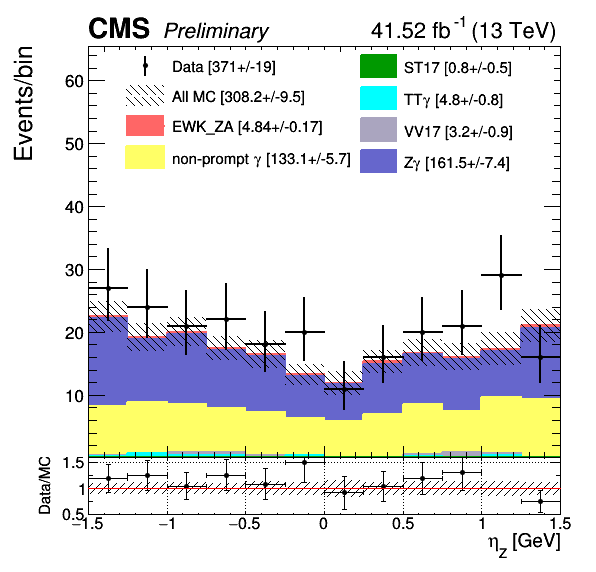 CMS Preliminary 41.52 fb⁻¹ (13 TeV)
Events/bin
Data [371+/-19]
All MC [308.2+/-9.5]
EWK_ZA [4.84+/-0.17]
non-prompt γ [133.1+/-5.7]
ST17 [0.8+/-0.5]
TTγ [4.8+/-0.8]
VV17 [3.2+/-0.9]
Zγ [161.5+/-7.4]
60
50
40
30
20
10
Data/MC
1.5
1
0.5
−1.5 −1 −0.5 0 0.5 1 1.5
η_Z [GeV]